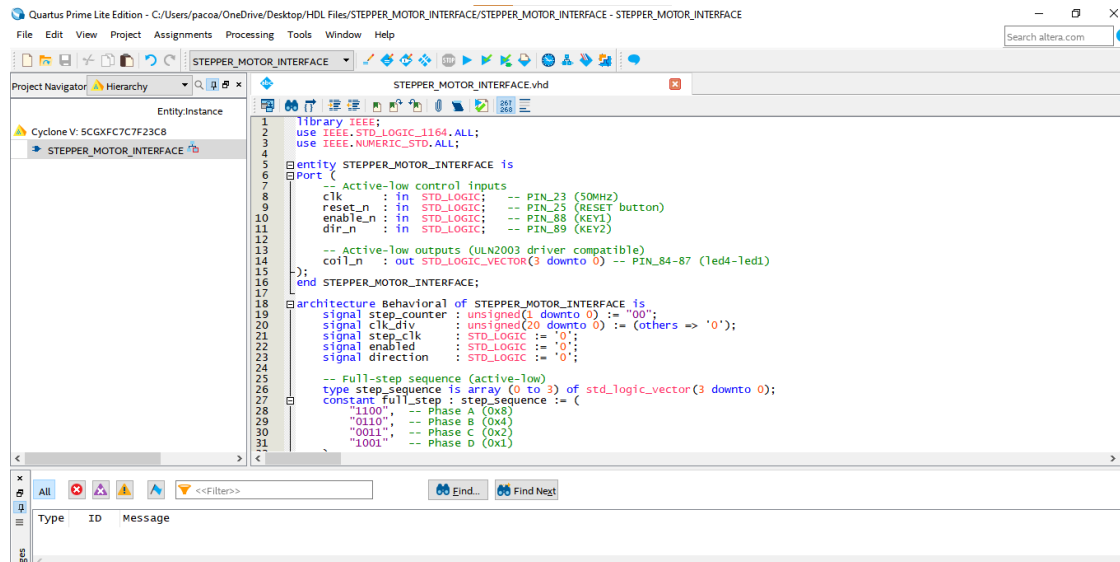 Quartus Prime Lite Edition - C:/Users/pacoa/OneDrive/Desktop/HDL Files/STEPPER_MOTOR_INTERFACE/STEPPER_MOTOR_INTERFACE - STEPPER_MOTOR_INTERFACE
File Edit View Project Assignments Processing Tools Window Help
Search altera.com
STEPPER_MOTOR_INTERFACE
STOP
Project Navigator Hierarchy
STEPPER_MOTOR_INTERFACE.vhd
Entity:Instance
Cyclone V: 5CGXFC7C7F23C8
STEPPER_MOTOR_INTERFACE
267
268
1 library IEEE;
2 use IEEE.STD_LOGIC_1164.ALL;
3 use IEEE.NUMERIC_STD.ALL;
4
5 entity STEPPER_MOTOR_INTERFACE is
6 Port (
7 -- Active-low control inputs
8 clk : in STD_LOGIC; -- PIN_23 (50MHz)
9 reset_n : in STD_LOGIC; -- PIN_25 (RESET button)
10 enable_n : in STD_LOGIC; -- PIN_88 (KEY1)
11 dir_n : in STD_LOGIC; -- PIN_89 (KEY2)
12
13 -- Active-low outputs (ULN2003 driver compatible)
14 coil_n : out STD_LOGIC_VECTOR(3 downto 0) -- PIN_84-87 (led4-led1)
15 );
16 end STEPPER_MOTOR_INTERFACE;
17
18 architecture Behavioral of STEPPER_MOTOR_INTERFACE is
19 signal step_counter : unsigned(1 downto 0) := "00";
20 signal clk_div : unsigned(20 downto 0) := (others => '0');
21 signal step_clk : STD_LOGIC := '0';
22 signal enabled : STD_LOGIC := '0';
23 signal direction : STD_LOGIC := '0';
24
25 -- Full-step sequence (active-low)
26 type step_sequence is array (0 to 3) of std_logic_vector(3 downto 0);
27 constant full_step : step_sequence := (
28 "1100", -- Phase A (0x8)
29 "0110", -- Phase B (0x4)
30 "0011", -- Phase C (0x2)
31 "1001" -- Phase D (0x1)
All
<<Filter>>
Find...
Find Next
Type ID Message